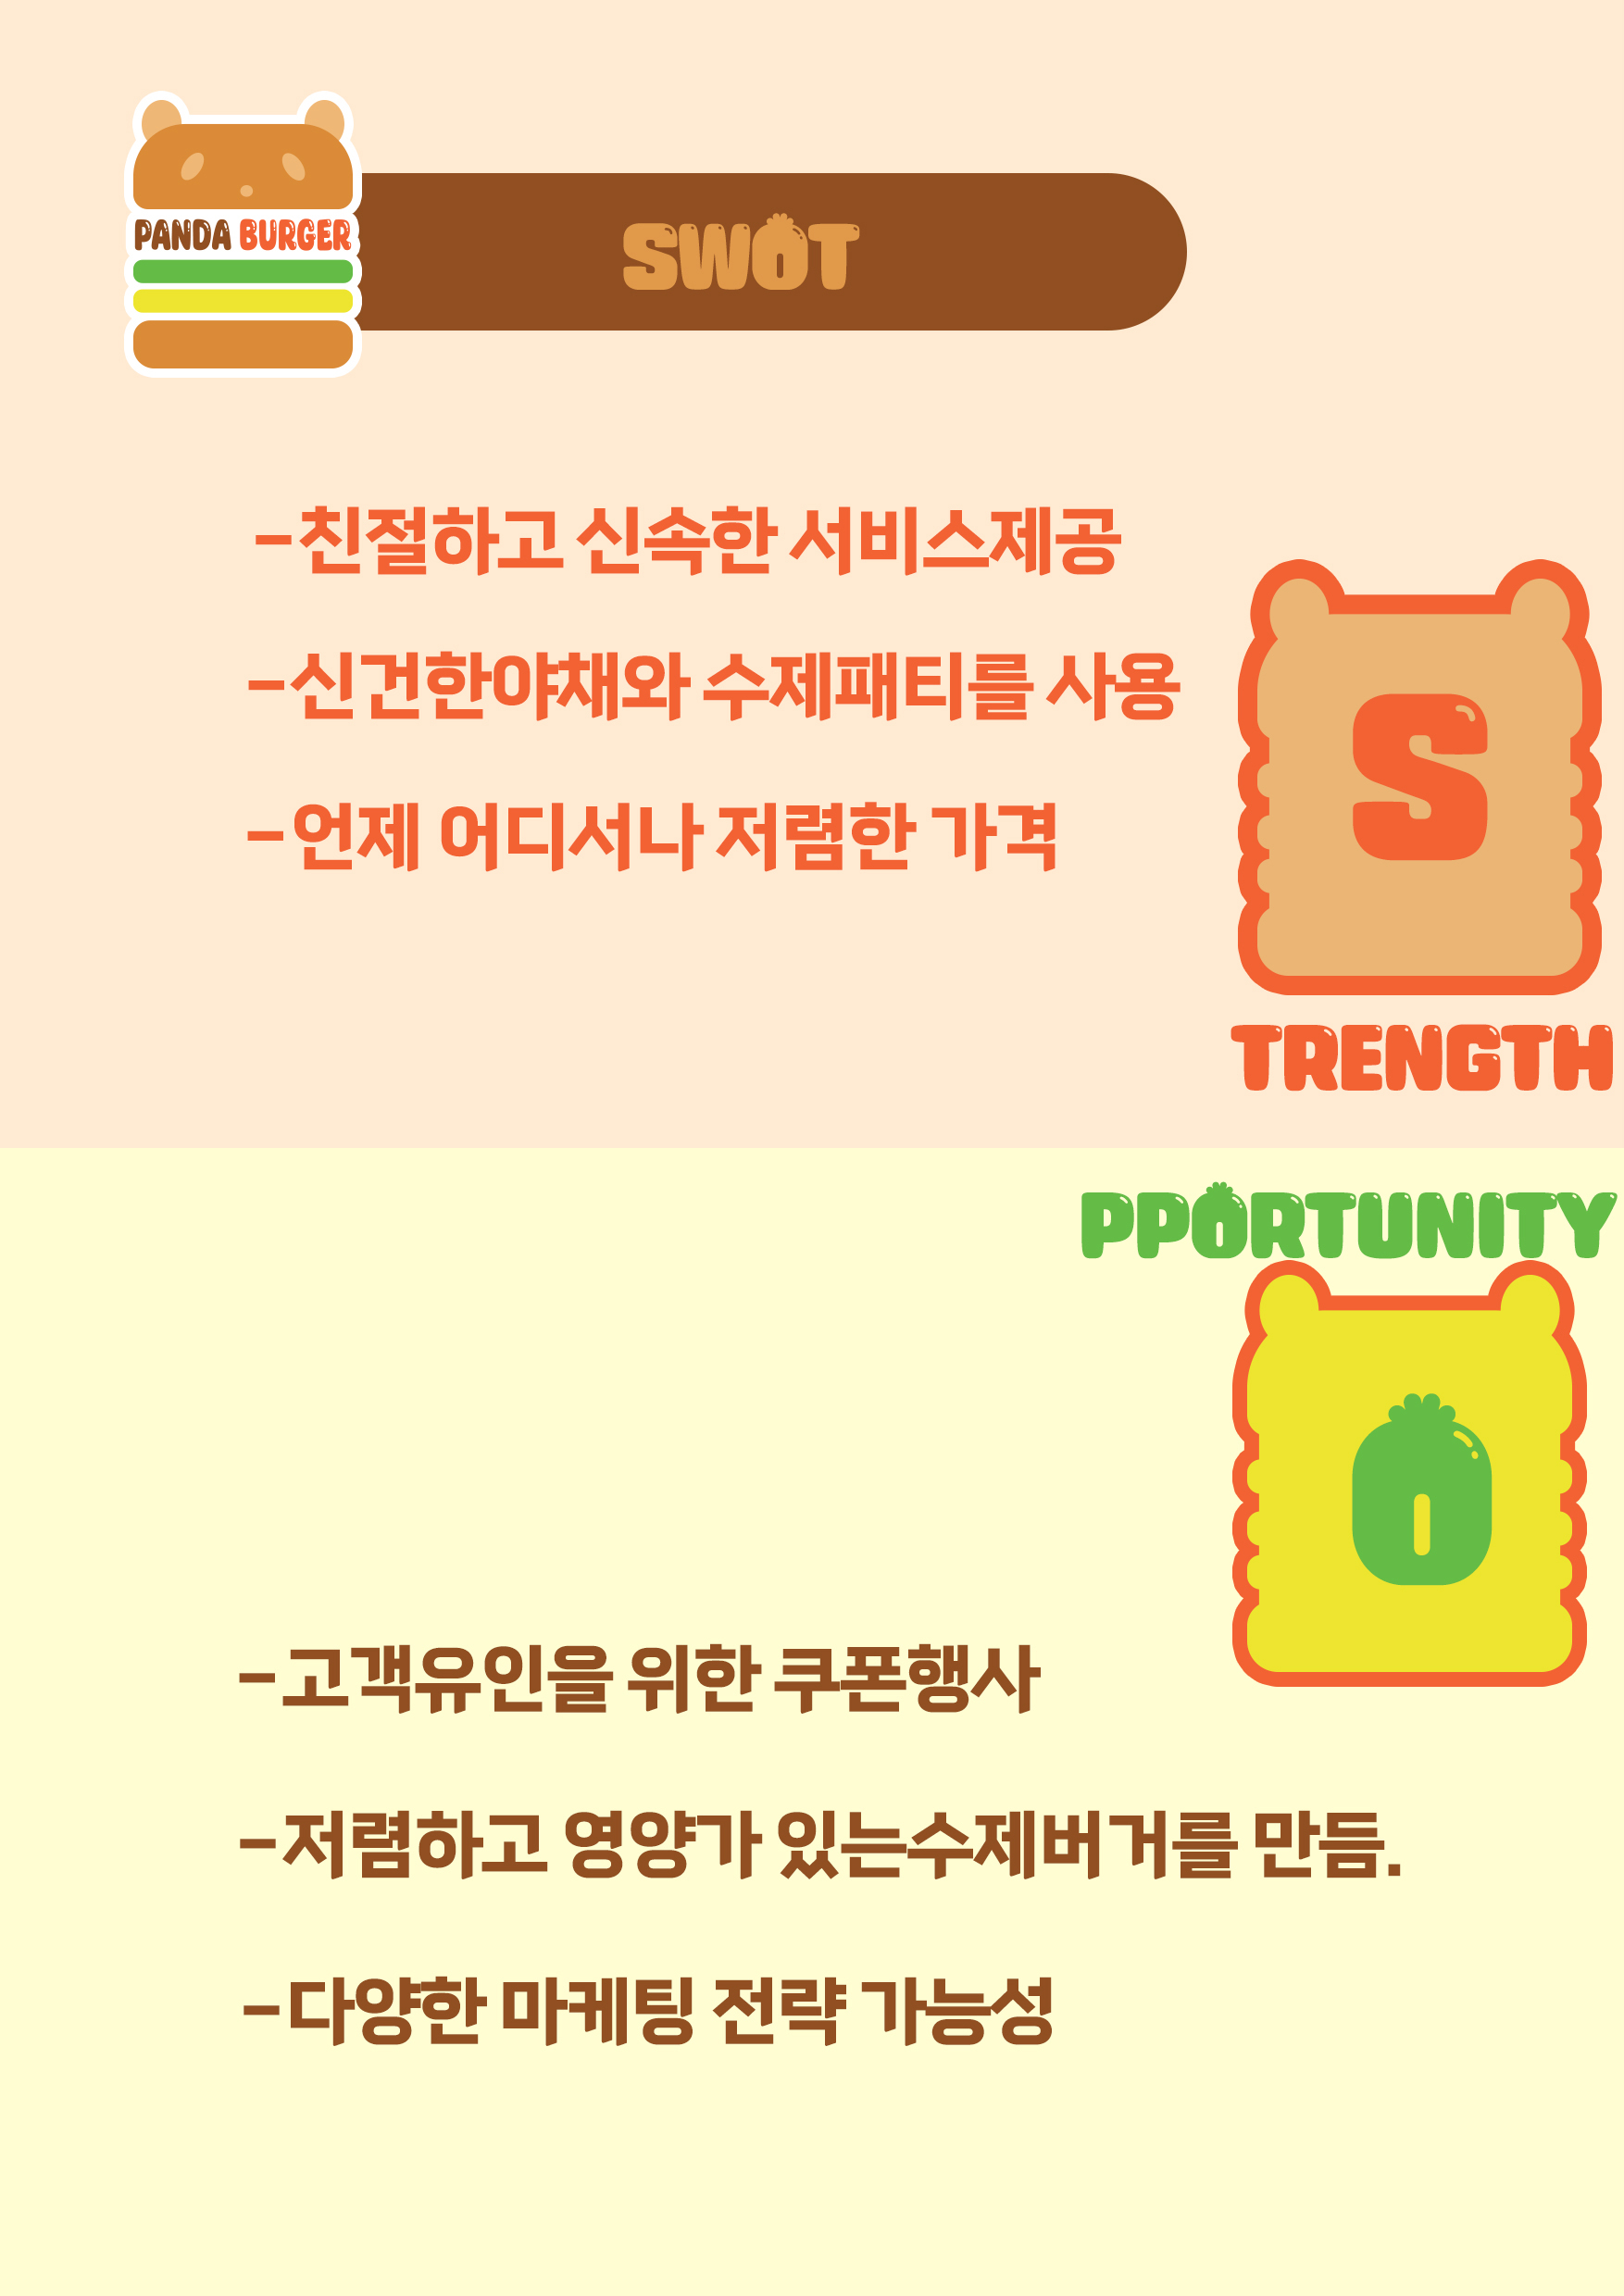 PANDA BURGER
SWOT
-친절하고 신속한 서비스제공
-신건한야채와 수제패티를 사용
-언제 어디서나 저렴한 가격
S
TRENGTH
PPORTUNITY
O
-고객유인을 위한 쿠폰행사
-저렴하고 영양가 있는수제버거를 만듬.
-다양한 마케팅 전략 가능성